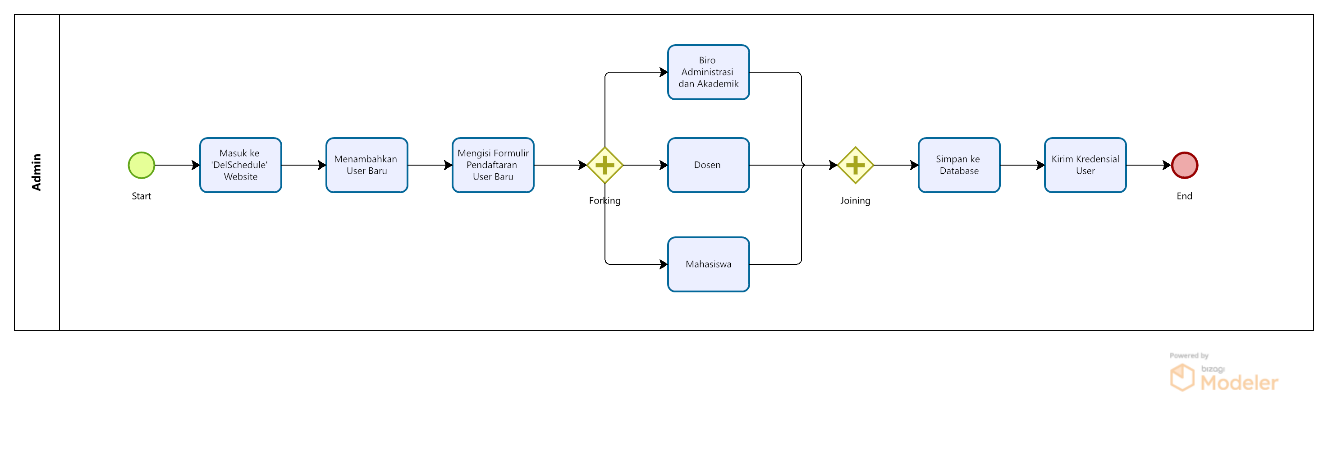 Admin
Start
Masuk ke
'DelSchedule'
Website
Menambahkan
User Baru
Mengisi Formulir
Pendaftaran
User Baru
Forking
Biro
Administrasi
dan Akademik
Dosen
Mahasiswa
Joining
Simpan ke
Database
Kirim Kredensial
User
End
Powered by
bizagi
Modeler